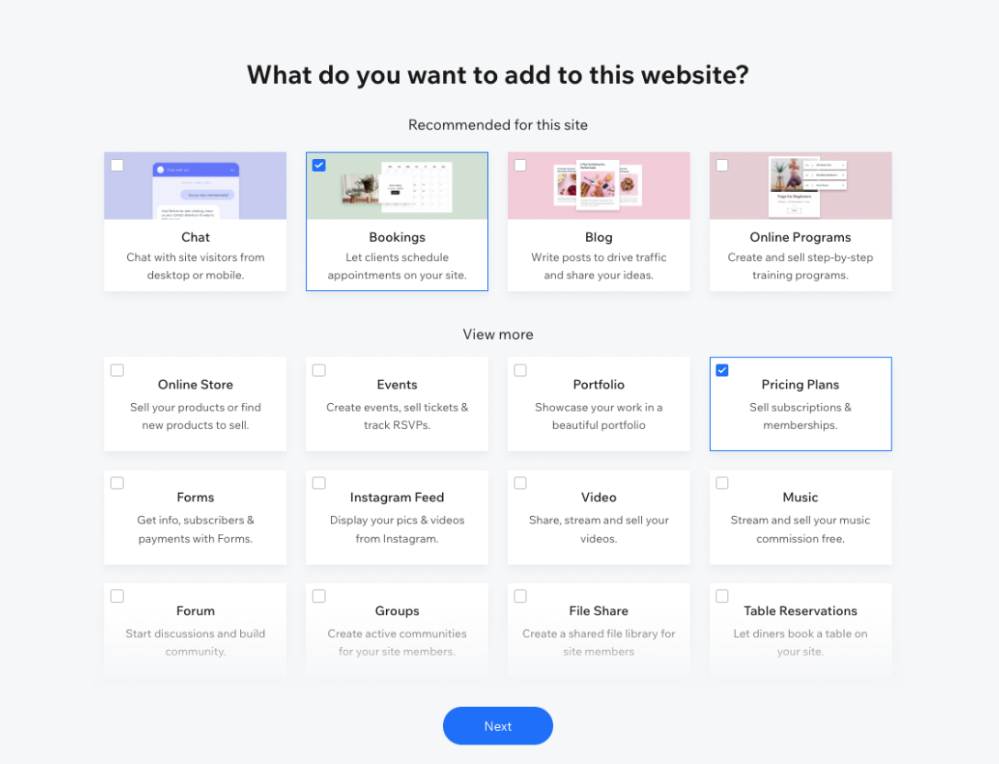 What do you want to add to this website?
Recommended for this site
Chat
Chat with site visitors from
desktop or mobile.
Bookings
Let clients schedule
appointments on your site.
Blog
Write posts to drive traffic
and share your ideas.
Online Programs
Create and sell step-by-step
training programs.
View more
Online Store
Sell your products or find
new products to sell.
Events
Create events, sell tickets &
track RSVPs.
Portfolio
Showcase your work in a
beautiful portfolio
Pricing Plans
Sell subscriptions &
memberships.
Forms
Get info, subscribers &
payments with Forms.
Instagram Feed
Display your pics & videos
from Instagram.
Video
Share, stream and sell your
videos.
Music
Stream and sell your music
commission free.
Forum
Start discussions and build
community.
Groups
Create active communities
for your site members.
File Share
Create a shared file library for
site members
Table Reservations
Let diners book a table on
your site.
Next